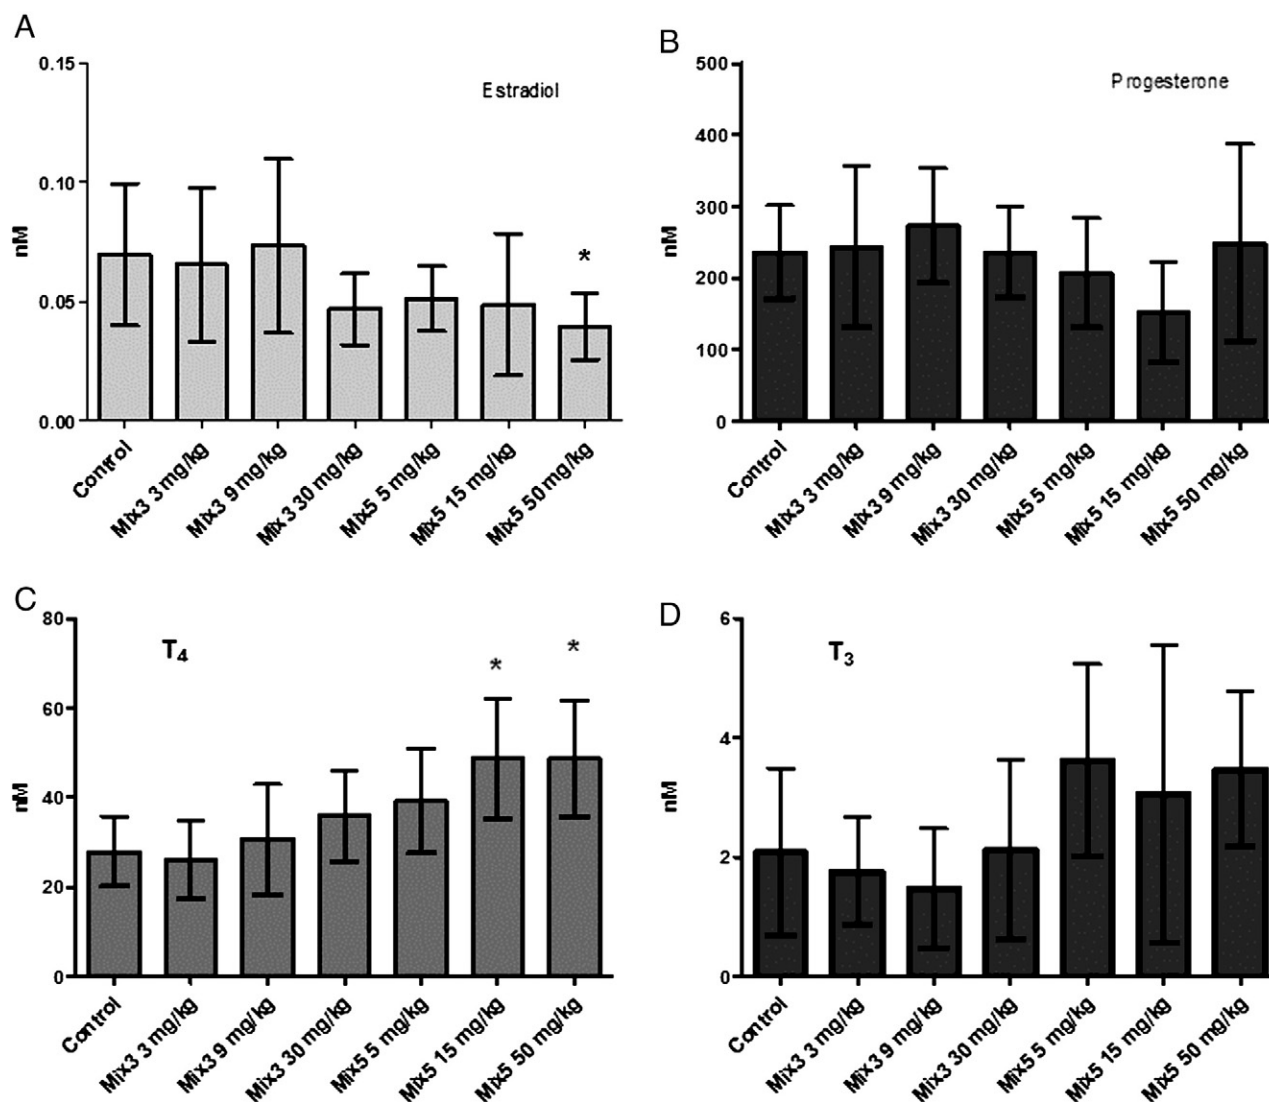 A
Estradiol
0.15
0.10
0.05
0.00
nM
*
Control
Mix3 3 mg/kg
Mix3 9 mg/kg
Mix3 30 mg/kg
Mix5 5 mg/kg
Mix5 15 mg/kg
Mix5 50 mg/kg
B
Progesterone
500
400
300
200
100
0
nM
Control
Mix3 3 mg/kg
Mix3 9 mg/kg
Mix3 30 mg/kg
Mix5 5 mg/kg
Mix5 15 mg/kg
Mix5 50 mg/kg
C
T4
80
60
40
20
0
nM
*
*
Control
Mix3 3 mg/kg
Mix3 9 mg/kg
Mix3 30 mg/kg
Mix5 5 mg/kg
Mix5 15 mg/kg
Mix5 50 mg/kg
D
T3
6
4
2
0
nM
Control
Mix3 3 mg/kg
Mix3 9 mg/kg
Mix3 30 mg/kg
Mix5 5 mg/kg
Mix5 15 mg/kg
Mix5 50 mg/kg